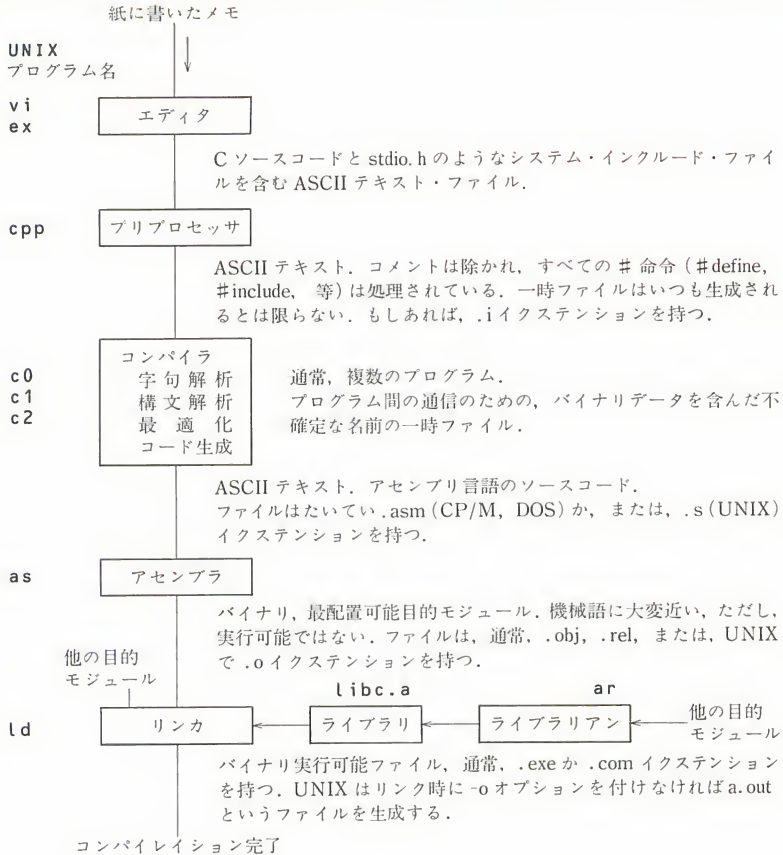 紙に書いたメモ
UNIX
プログラム名
vi
ex
エディタ
C ソースコードと stdio.h のようなシステム・インクルード・ファイ
ルを含む ASCII テキスト・ファイル．
cpp
プリプロセッサ
ASCII テキスト．コメントは除かれ，すべての # 命令（#define,
#include, 等）は処理されている．一時ファイルはいつも生成され
るとは限らない．もしあれば，.i イクステンションを持つ．
c0
c1
c2
コンパイラ
字句解析
構文解析
最適化
コード生成
通常，複数のプログラム．
プログラム間の通信のための，バイナリデータを含んだ不
確定な名前の一時ファイル．
ASCII テキスト．アセンブリ言語のソースコード．
ファイルはたいてい .asm (CP/M, DOS) か，または，.s (UNIX)
イクステンションを持つ．
as
アセンブラ
バイナリ，最配置可能目的モジュール．機械語に大変近い，ただし，
実行可能ではない．ファイルは，通常，.obj, .rel, または，UNIX
で .o イクステンションを持つ．
他の目的
モジュール
libc.a
ar
ld
リンカ
ライブラリ
ライブラリアン
他の目的
モジュール
バイナリ実行可能ファイル，通常，.exe か .com イクステンション
を持つ．UNIX はリンク時に -o オプションを付けなければ a.out
というファイルを生成する．
コンパイレイション完了